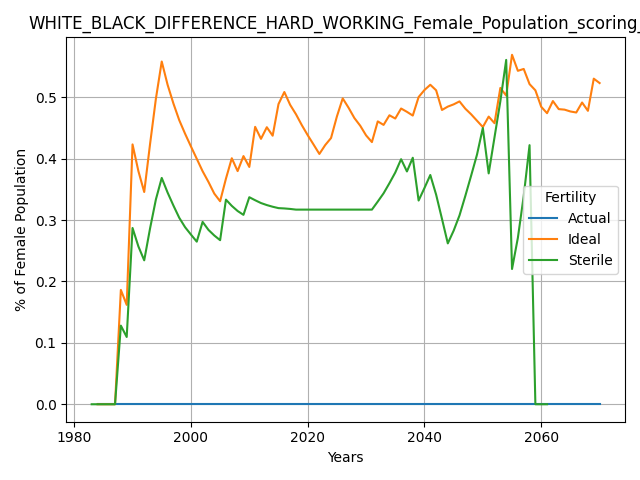 WHITE_BLACK_DIFFERENCE_HARD_WORKING_Female_Population_scoring_
% of Female Population
0.5
0.4
0.3
0.2
0.1
0.0
Fertility
Actual
Ideal
Sterile
1980 2000 2020 2040 2060
Years